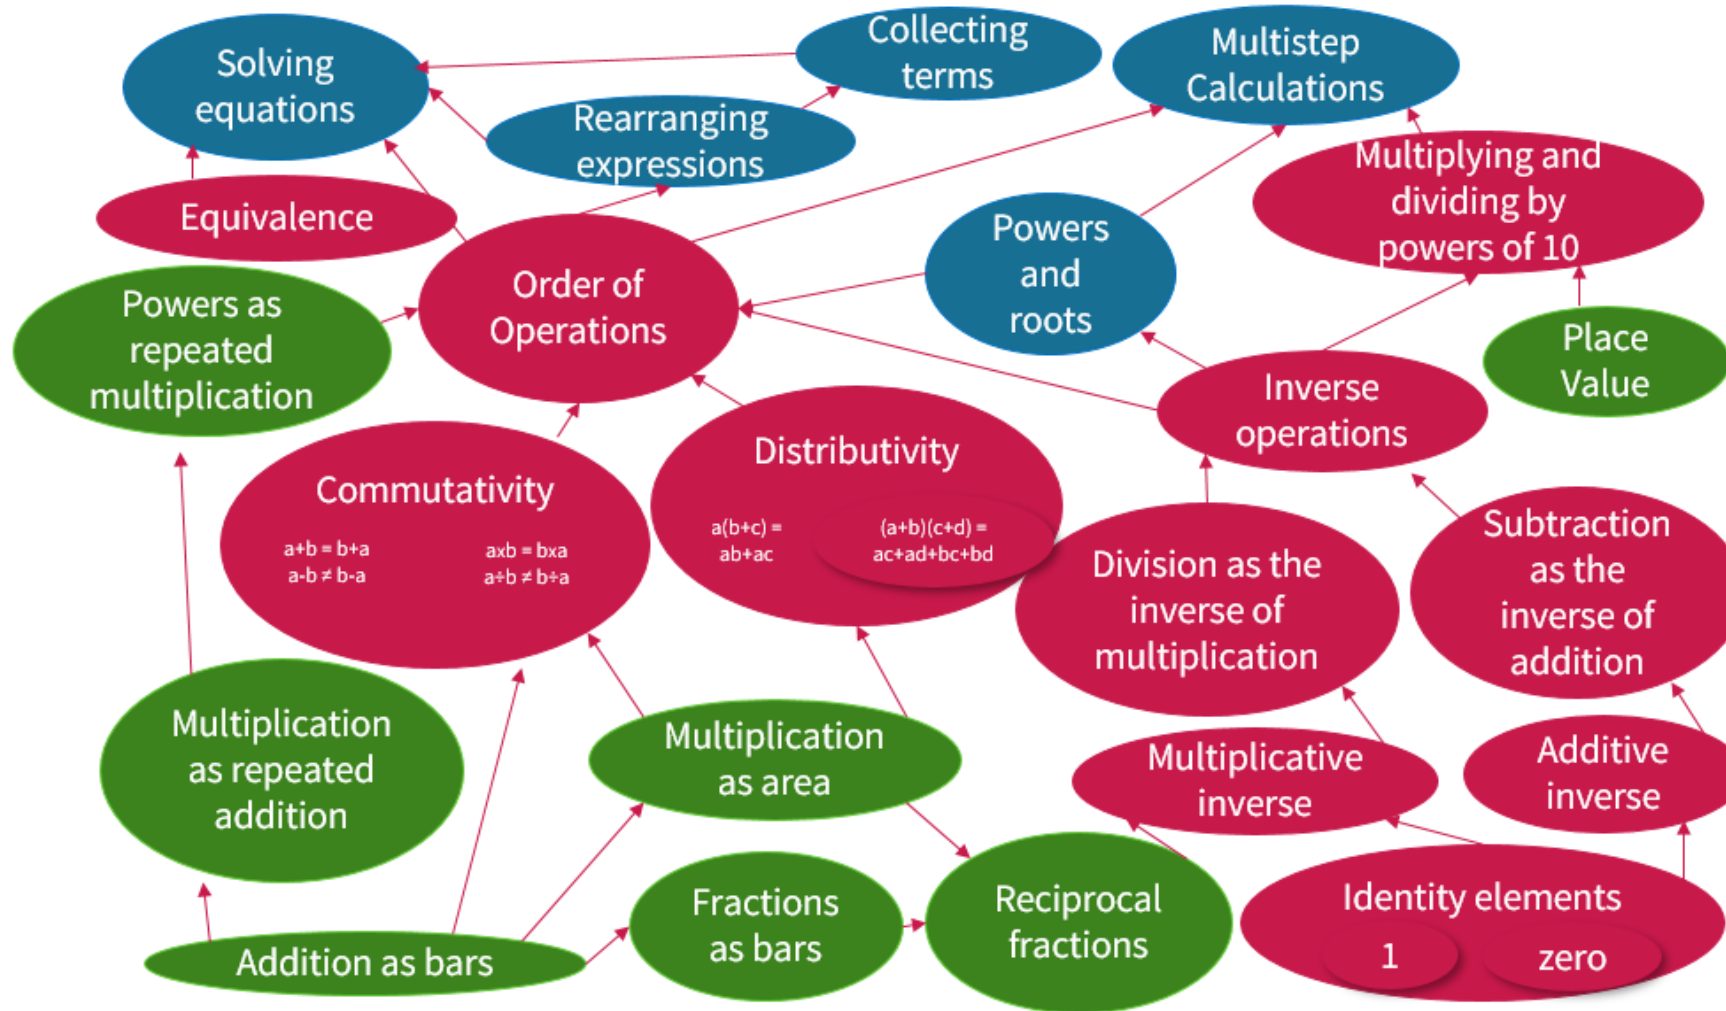 Solving
equations
Collecting
terms
Multistep
Calculations
Rearranging
expressions
Multiplying and
dividing by
powers of 10
Equivalence
Powers
and
roots
Order of
Operations
Powers as
repeated
multiplication
Place
Value
Inverse
operations
Commutativity
a+b = b+a
a-b ≠ b-a
axb = bxa
a÷b ≠ b÷a
Distributivity
a(b+c) =
ab+ac
(a+b)(c+d) =
ac+ad+bc+bd
Division as the
inverse of
multiplication
Subtraction
as the
inverse of
addition
Multiplication
as repeated
addition
Multiplication
as area
Multiplicative
inverse
Additive
inverse
Fractions
as bars
Reciprocal
fractions
Identity elements
1
zero
Addition as bars